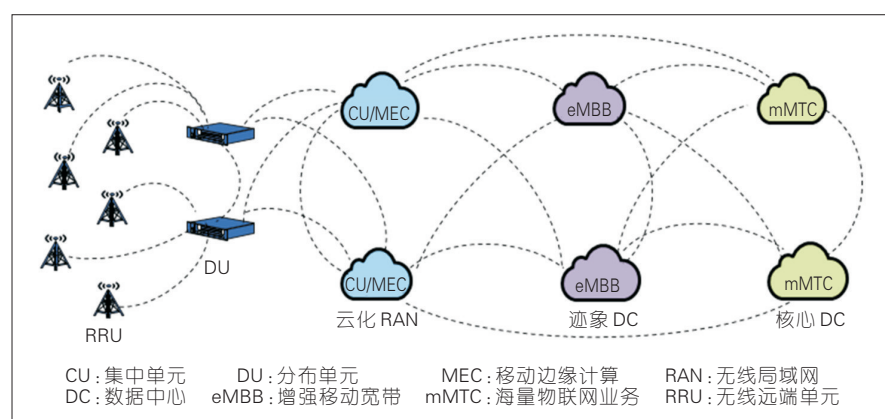 CU/MEC
eMBB
mMTC
DU
CU/MEC
eMBB
mMTC
RRU
云化 RAN
迹象 DC
核心 DC
CU:集中单元 DU:分布单元 MEC:移动边缘计算 RAN:无线局域网
DC:数据中心 eMBB:增强移动宽带 mMTC:海量物联网业务 RRU:无线远端单元